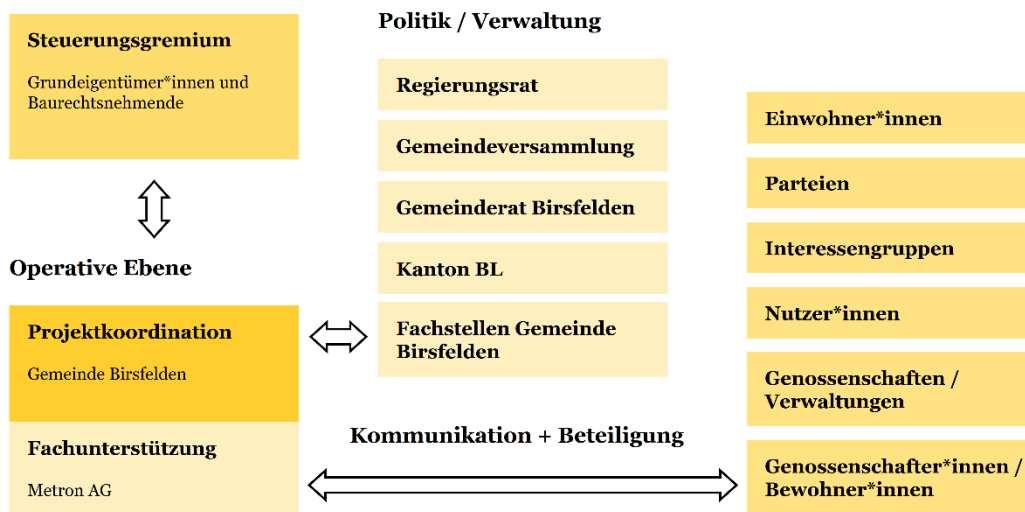 Steuerungsgremium
Grundeigentümer*innen und
Baurechtsnehmende
Operative Ebene
Projektkoordination
Gemeinde Birsfelden
Fachunterstützung
Metron AG
Politik / Verwaltung
Regierungsrat
Gemeindeversammlung
Gemeinderat Birsfelden
Kanton BL
Fachstellen Gemeinde
Birsfelden
Kommunikation + Beteiligung
Einwohner*innen
Parteien
Interessengruppen
Nutzer*innen
Genossenschaften /
Verwaltungen
Genossenschafter*innen /
Bewohner*innen